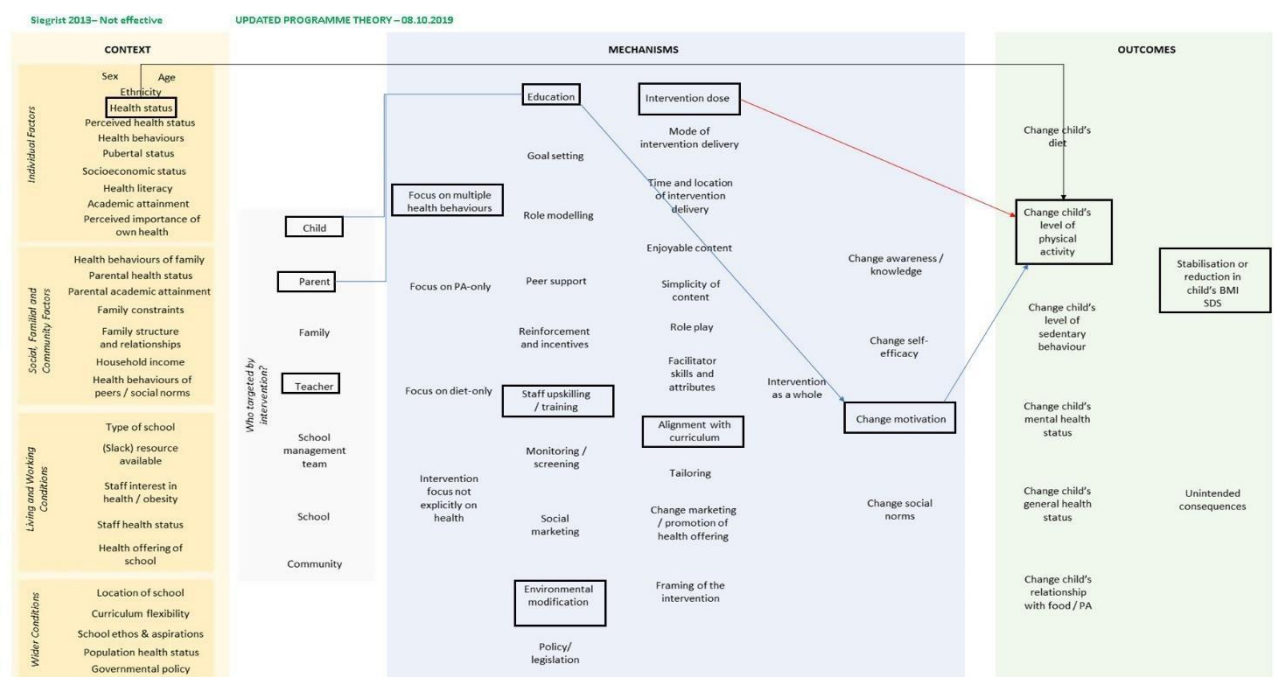 Siegrist 2013– Not effective
UPDATED PROGRAMME THEORY – 08.10.2019
CONTEXT
MECHANISMS
OUTCOMES
Individual Factors
Sex
Age
Ethnicity
Health status
Perceived health status
Health behaviours
Pubertal status
Socioeconomic status
Health literacy
Academic attainment
Perceived importance of
own health
Social, Familial and
Community Factors
Health behaviours of family
Parental health status
Parental academic attainment
Family constraints
Family structure
and relationships
Household income
Health behaviours of
peers / social norms
Living and Working
Conditions
Type of school
(Slack) resource
available
Staff interest in
health / obesity
Staff health status
Health offering of
school
Wider Conditions
Location of school
Curriculum flexibility
School ethos & aspirations
Population health status
Governmental policy
Who targeted by
intervention?
Child
Parent
Family
Teacher
School
management
team
School
Community
Focus on multiple
health behaviours
Focus on PA-only
Focus on diet-only
Intervention
focus not
explicitly on
health
Education
Goal setting
Role modelling
Peer support
Reinforcement
and incentives
Staff upskilling
/ training
Monitoring /
screening
Social
marketing
Environmental
modification
Policy/
legislation
Intervention dose
Mode of
intervention delivery
Time and location
of intervention
delivery
Enjoyable content
Simplicity of
content
Role play
Facilitator
skills and
attributes
Alignment with
curriculum
Tailoring
Change marketing
/ promotion of
health offering
Framing of the
intervention
Intervention
as a whole
Change awareness /
knowledge
Change self-
efficacy
Change motivation
Change social
norms
Change child's
diet
Change child's
level of
physical
activity
Change child's
level of
sedentary
behaviour
Change child's
mental health
status
Change child's
general health
status
Change child's
relationship
with food / PA
Stabilisation or
reduction in
child's BMI
SDS
Unintended
consequences